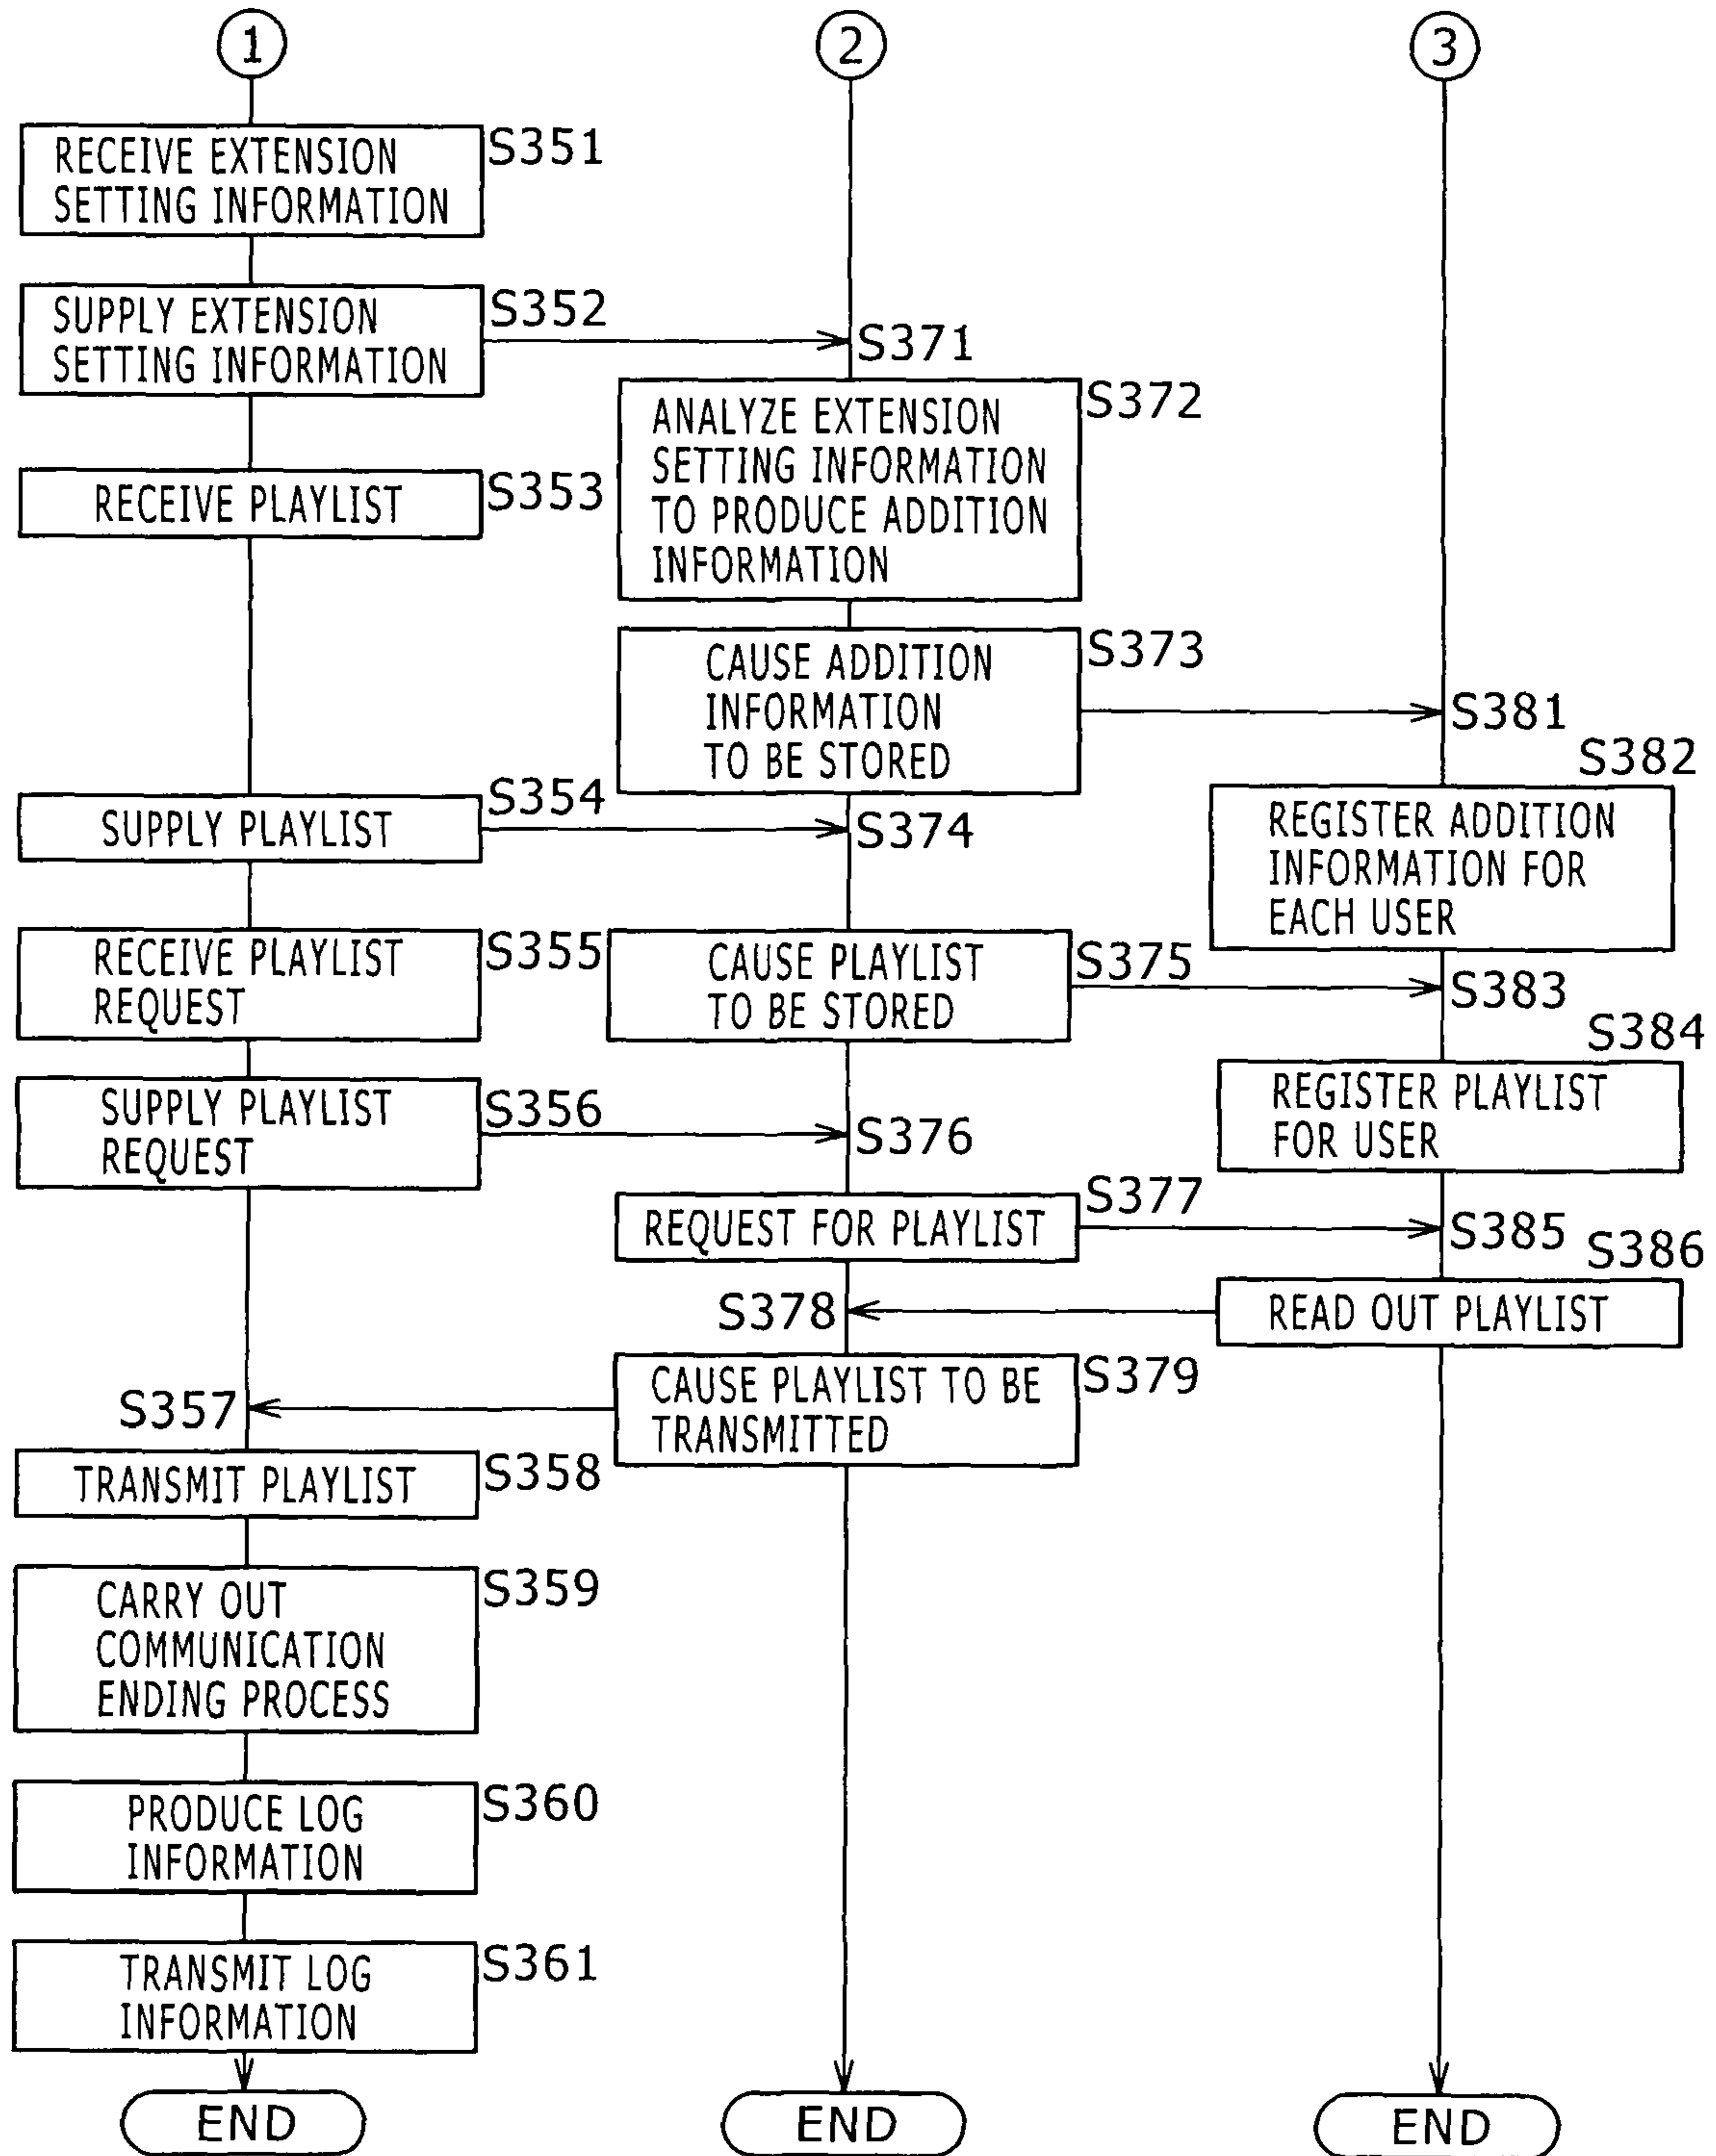 1
2
3
RECEIVE EXTENSION
SETTING INFORMATION
S351
SUPPLY EXTENSION
SETTING INFORMATION
S352
S371
ANALYZE EXTENSION
SETTING INFORMATION
TO PRODUCE ADDITION
INFORMATION
S372
RECEIVE PLAYLIST
S353
CAUSE ADDITION
INFORMATION
TO BE STORED
S373
S381
S382
REGISTER ADDITION
INFORMATION FOR
EACH USER
SUPPLY PLAYLIST
S354
S374
RECEIVE PLAYLIST
REQUEST
S355
CAUSE PLAYLIST
TO BE STORED
S375
S383
S384
REGISTER PLAYLIST
FOR USER
SUPPLY PLAYLIST
REQUEST
S356
S376
REQUEST FOR PLAYLIST
S377
S385
S386
READ OUT PLAYLIST
S378
CAUSE PLAYLIST TO BE
TRANSMITTED
S379
S357
TRANSMIT PLAYLIST
S358
CARRY OUT
COMMUNICATION
ENDING PROCESS
S359
PRODUCE LOG
INFORMATION
S360
TRANSMIT LOG
INFORMATION
S361
END
END
END